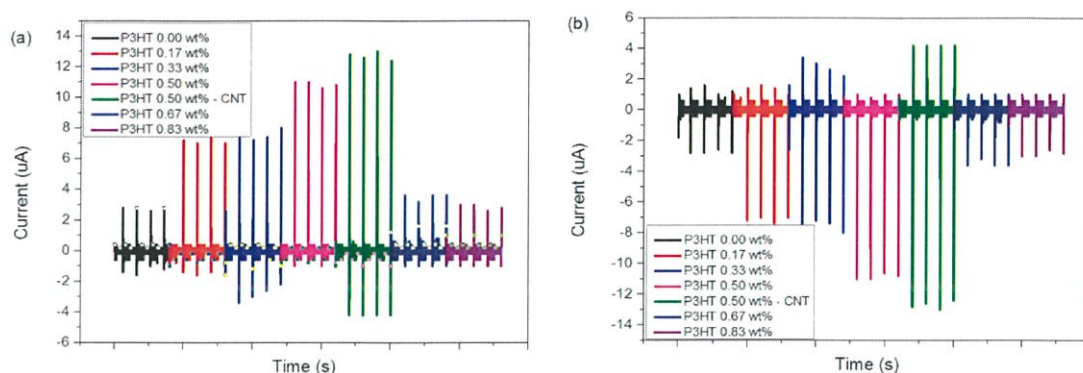 (a)
14
12
10
8
6
4
2
0
-2
-4
-6
Current (uA)
Time (s)
P3HT 0.00 wt%
P3HT 0.17 wt%
P3HT 0.33 wt%
P3HT 0.50 wt%
P3HT 0.50 wt% - CNT
P3HT 0.67 wt%
P3HT 0.83 wt%
(b)
6
4
2
0
-2
-4
-6
-8
-10
-12
-14
Current (uA)
Time (s)
P3HT 0.00 wt%
P3HT 0.17 wt%
P3HT 0.33 wt%
P3HT 0.50 wt%
P3HT 0.50 wt% - CNT
P3HT 0.67 wt%
P3HT 0.83 wt%